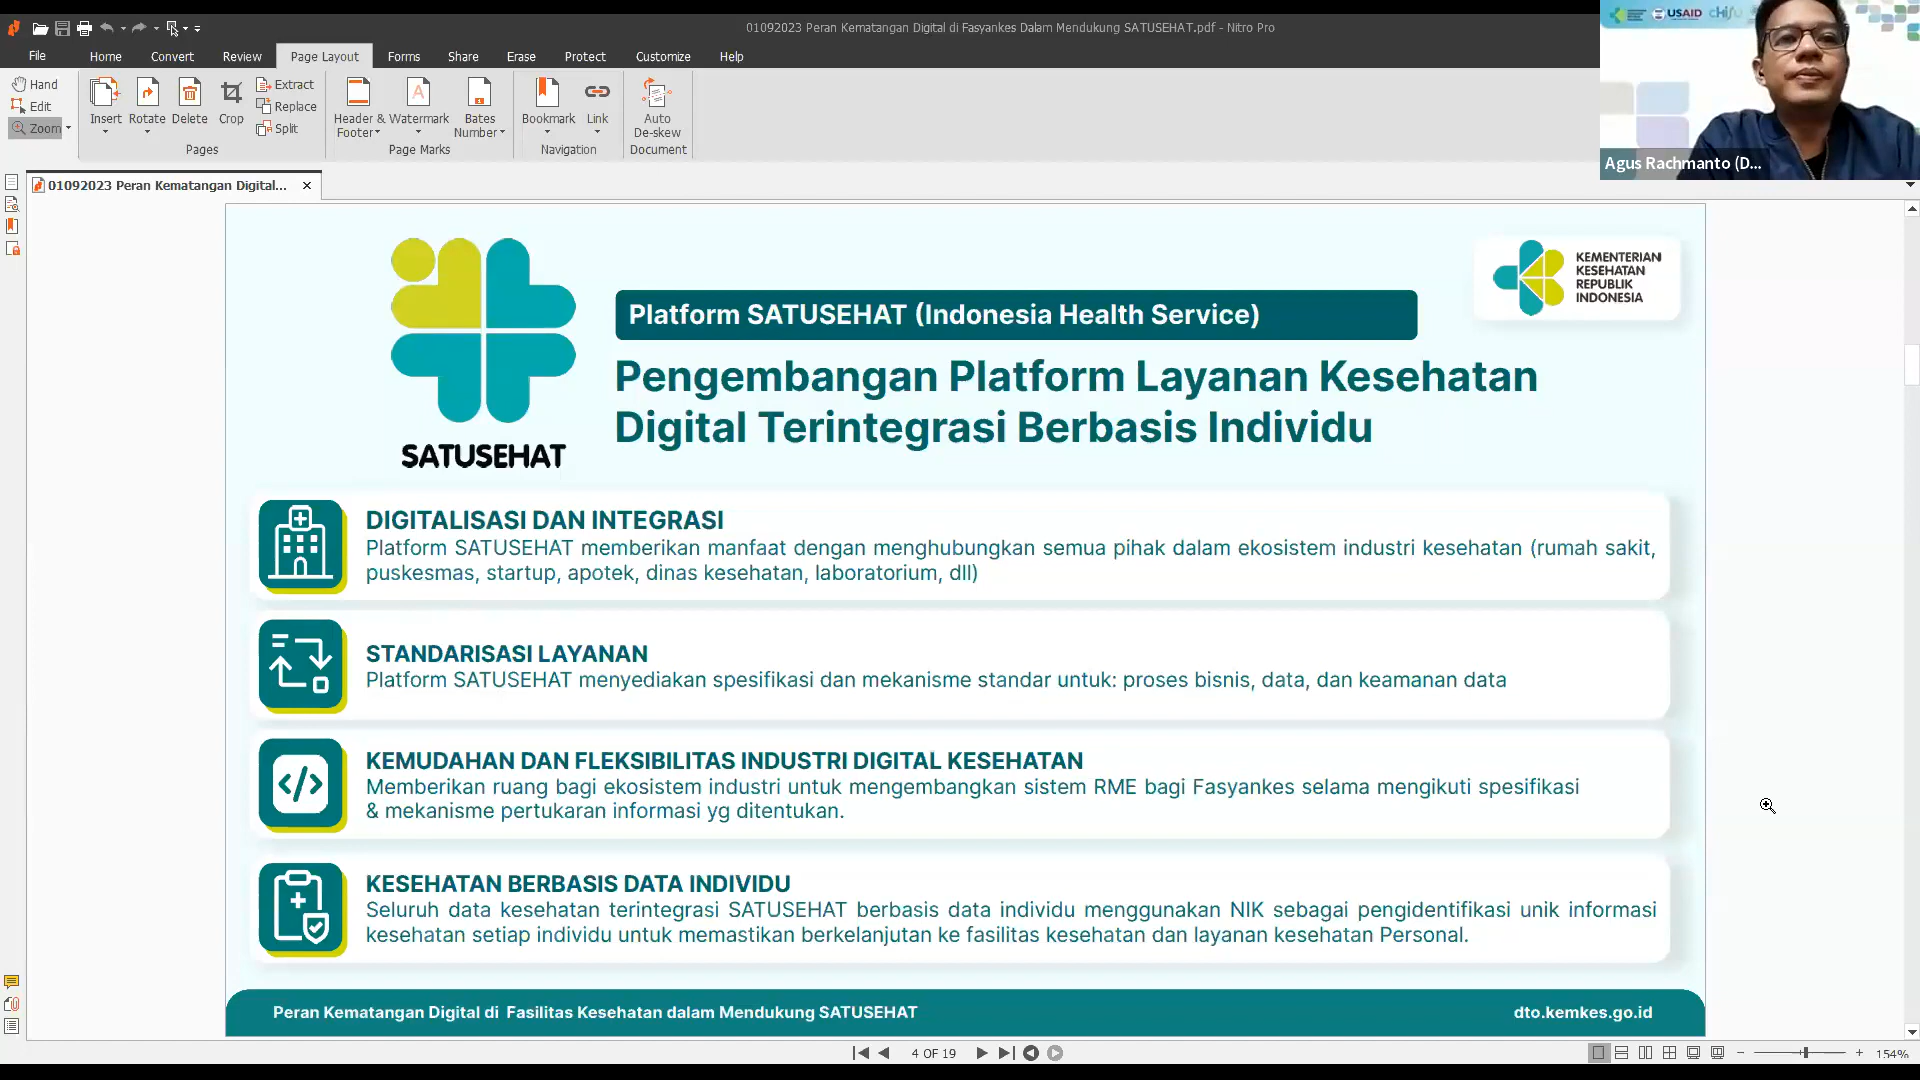 01092023 Peran Kematangan Digital di Fasyankes Dalam Mendukung SATUSEHAT.pdf - Nitro Pro
File Home Convert Review Page Layout Forms Share Erase Protect Customize Help
Hand
Edit
Zoom
Insert Rotate Delete Crop
Extract
Replace
Split
Pages
Header & Footer
Watermark
Bates Number
Page Marks
Bookmark
Link
Navigation
Auto De-skew
Document
USAID
Agus Rachmanto (D...
01092023 Peran Kematangan Digital...
SATUSEHAT
Platform SATUSEHAT (Indonesia Health Service)
Pengembangan Platform Layanan Kesehatan
Digital Terintegrasi Berbasis Individu
KEMENTERIAN
KESEHATAN
REPUBLIK
INDONESIA
DIGITALISASI DAN INTEGRASI
Platform SATUSEHAT memberikan manfaat dengan menghubungkan semua pihak dalam ekosistem industri kesehatan (rumah sakit,
puskesmas, startup, apotek, dinas kesehatan, laboratorium, dll)
STANDARISASI LAYANAN
Platform SATUSEHAT menyediakan spesifikasi dan mekanisme standar untuk: proses bisnis, data, dan keamanan data
KEMUDAHAN DAN FLEKSIBILITAS INDUSTRI DIGITAL KESEHATAN
Memberikan ruang bagi ekosistem industri untuk mengembangkan sistem RME bagi Fasyankes selama mengikuti spesifikasi
& mekanisme pertukaran informasi yg ditentukan.
KESEHATAN BERBASIS DATA INDIVIDU
Seluruh data kesehatan terintegrasi SATUSEHAT berbasis data individu menggunakan NIK sebagai pengidentifikasi unik informasi
kesehatan setiap individu untuk memastikan berkelanjutan ke fasilitas kesehatan dan layanan kesehatan Personal.
Peran Kematangan Digital di Fasilitas Kesehatan dalam Mendukung SATUSEHAT
dto.kemkes.go.id
4 OF 19
154%